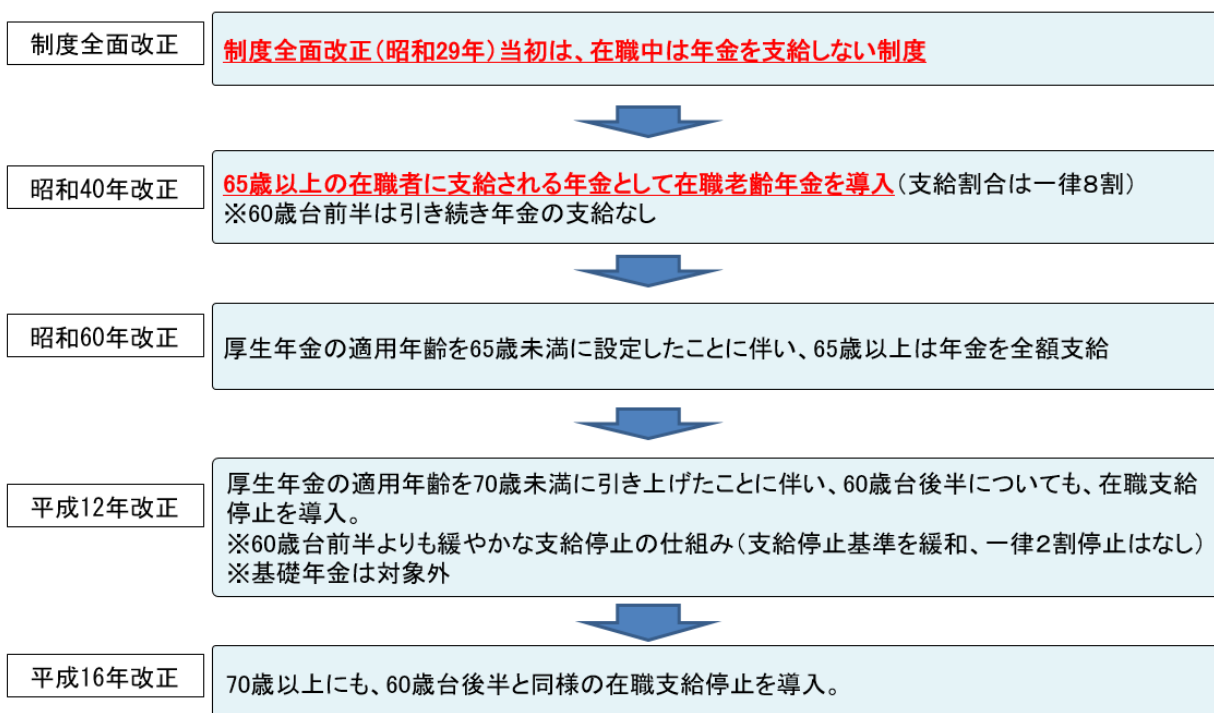 制度全面改正
制度全面改正(昭和29年)当初は、在職中は年金を支給しない制度
昭和40年改正
65歳以上の在職者に支給される年金として在職老齢年金を導入(支給割合は一律8割)
※60歳台前半は引き続き年金の支給なし
昭和60年改正
厚生年金の適用年齢を65歳未満に設定したことに伴い、65歳以上は年金を全額支給
平成12年改正
厚生年金の適用年齢を70歳未満に引き上げたことに伴い、60歳台後半についても、在職支給
停止を導入。
※60歳台前半よりも緩やかな支給停止の仕組み(支給停止基準を緩和、一律2割停止はなし)
※基礎年金は対象外
平成16年改正
70歳以上にも、60歳台後半と同様の在職支給停止を導入。